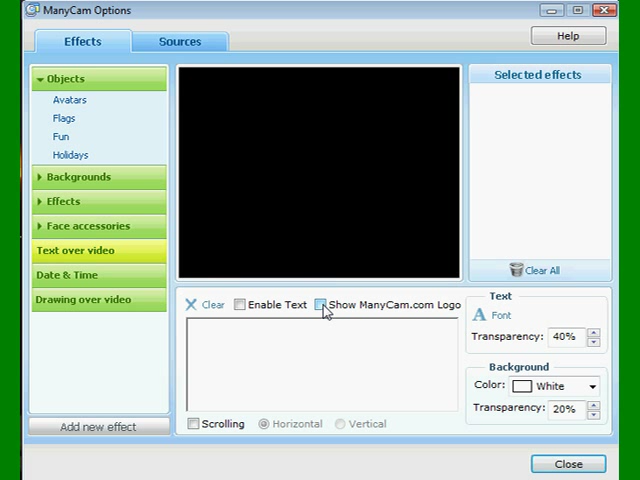 ManyCam Options
Effects
Sources
Help
Objects
Avatars
Flags
Fun
Holidays
Backgrounds
Effects
Face accessories
Text over video
Date & Time
Drawing over video
Add new effect
Selected effects
Clear All
Clear
Enable Text
Show ManyCam.com Logo
Scrolling
Horizontal
Vertical
Text
A Font
Transparency: 40%
Background
Color: White
Transparency: 20%
Close